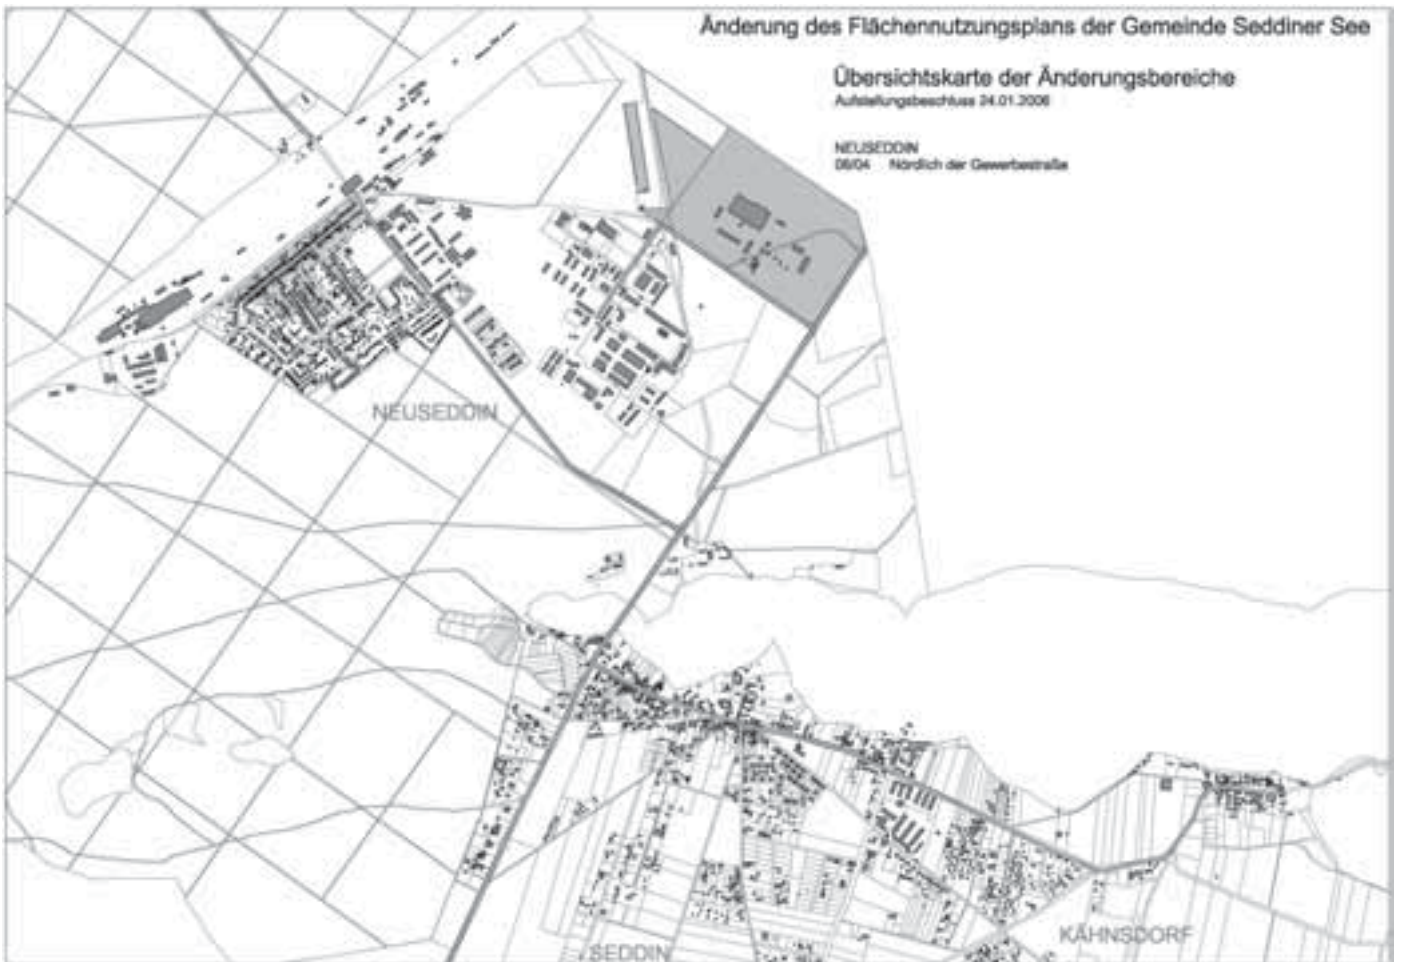 Änderung des Flächennutzungsplans der Gemeinde Seddiner See
Übersichtskarte der Änderungsbereiche
Aufstellungsbeschluss 24.01.2006
NEUSEDDIN
08/04 Nördlich der Gewerbestraße
NEUSEDDIN
SEDDIN
KÄHNSDORF